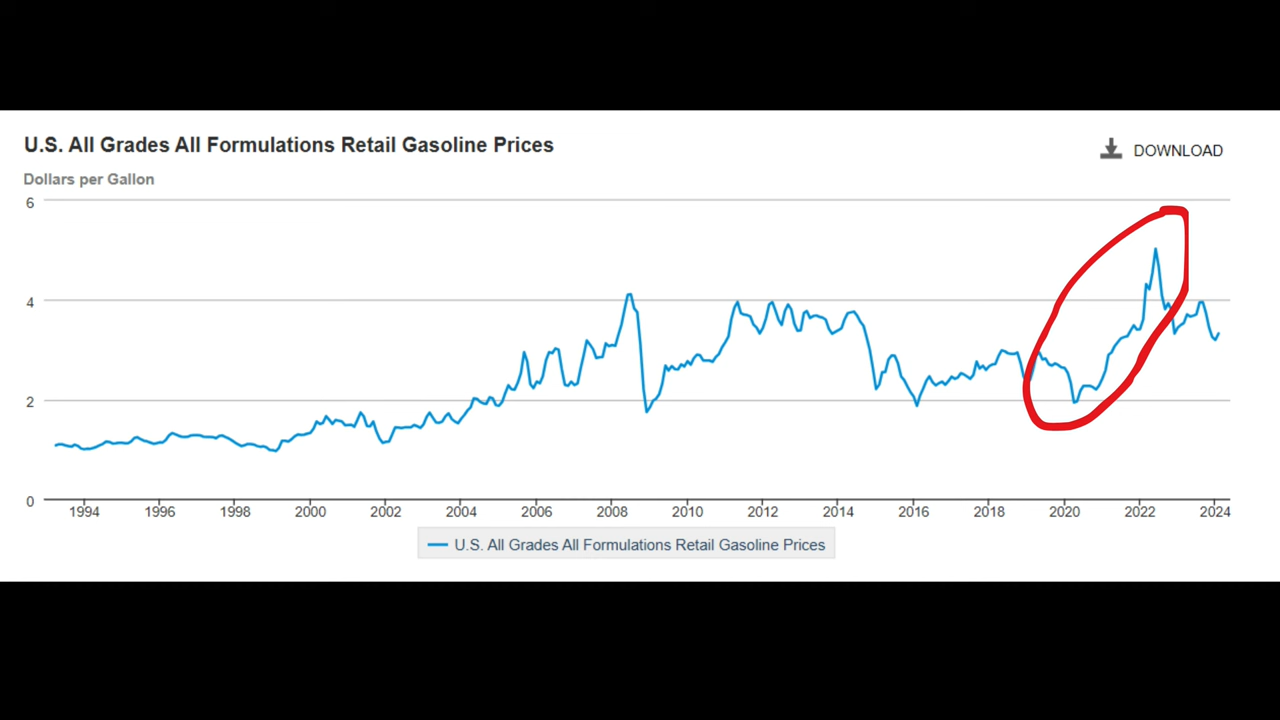 U.S. All Grades All Formulations Retail Gasoline Prices
DOWNLOAD
Dollars per Gallon
6
4
2
0
1994 1996 1998 2000 2002 2004 2006 2008 2010 2012 2014 2016 2018 2020 2022 2024
U.S. All Grades All Formulations Retail Gasoline Prices